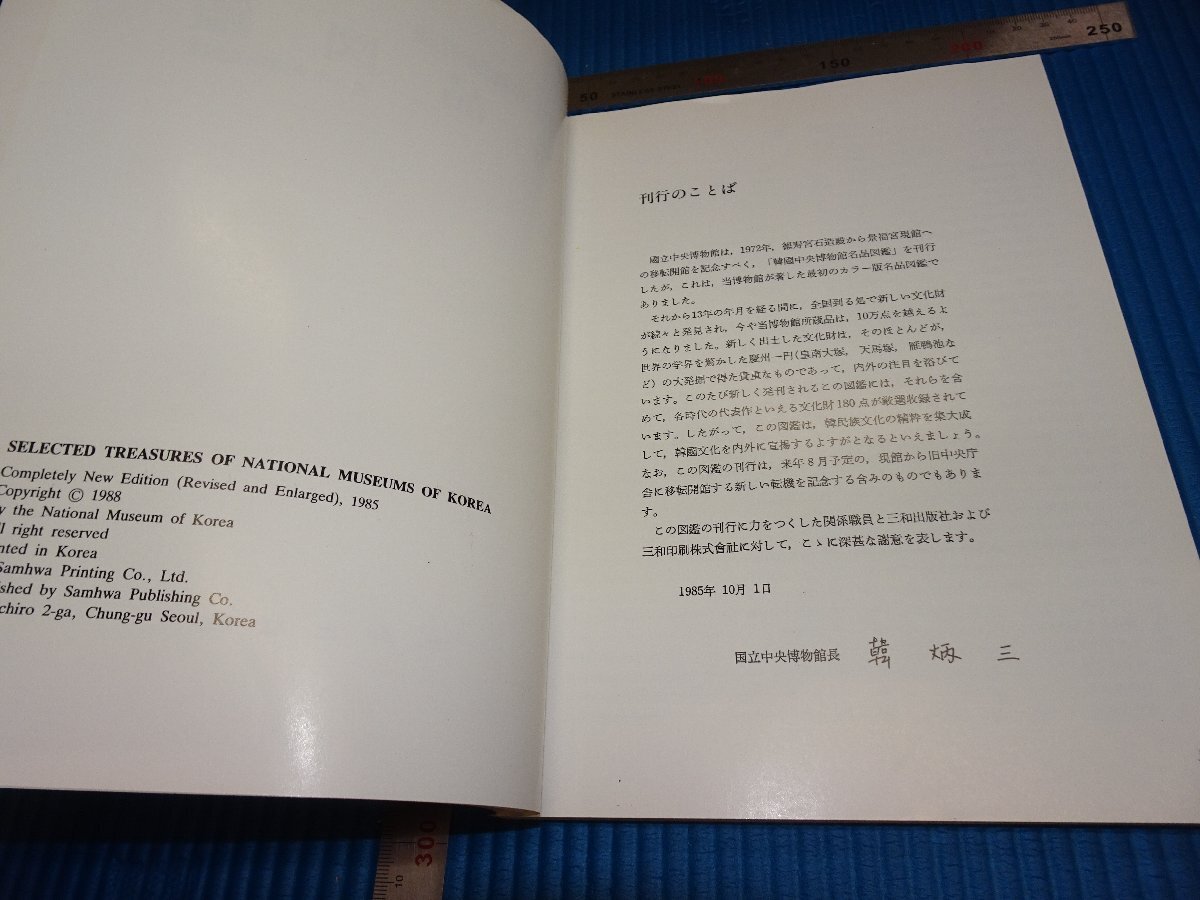 SELECTED TREASURES OF NATIONAL MUSEUMS OF KOREA
Completely New Edition (Revised and Enlarged), 1985
Copyright © 1988
by the National Museum of Korea
ll right reserved
nted in Korea
Samhwa Printing Co., Ltd.
shed by Samhwa Publishing Co.
chiro 2-ga, Chung-gu Seoul, Korea
刊行のことば
國立中央博物館は，1972年，德寿宮石造殿から景福宮現館へ
の移転開館を記念すべく，「韓國中央博物館名品図鑑」を刊行
したが，これは，当博物館が著した最初のカラー版名品図鑑で
ありました。
それから13年の年月を経る間に，全国到る処で新しい文化財
が続々と発見され，今や当博物館所蔵品は，10万点を越えるよ
うになりました。新しく出土した文化財は，そのほとんどが，
世界の学界を驚かした慶州一円(皇南大塚，天馬塚，雁鴨池な
ど）の大発掘で得た貴貞なものであって，内外の注目を浴びて
います。このたび新しく発刊されるこの図鑑には，それらを含
めて，各時代の代表作といえる文化財180点が厳選収録されて
います。したがって，この図鑑は，韓民族文化の精粋を集大成
して，韓國文化を内外に宣揚するよすがとなるといえましょう。
なお，この図鑑の刊行は，来年8月予定の，現館から旧中央庁
舎に移転開館する新しい転機を記念する含みのものでもありま
す。
この図鑑の刊行に力をつくした関係職員と三和出版社および
三和印刷株式會社に対して，こゝに深甚な謝意を表します。
1985年 10月 1日
国立中央博物館長 韓 炳 三
50 STAINLESS STEEL 100 150 200 250
300
10